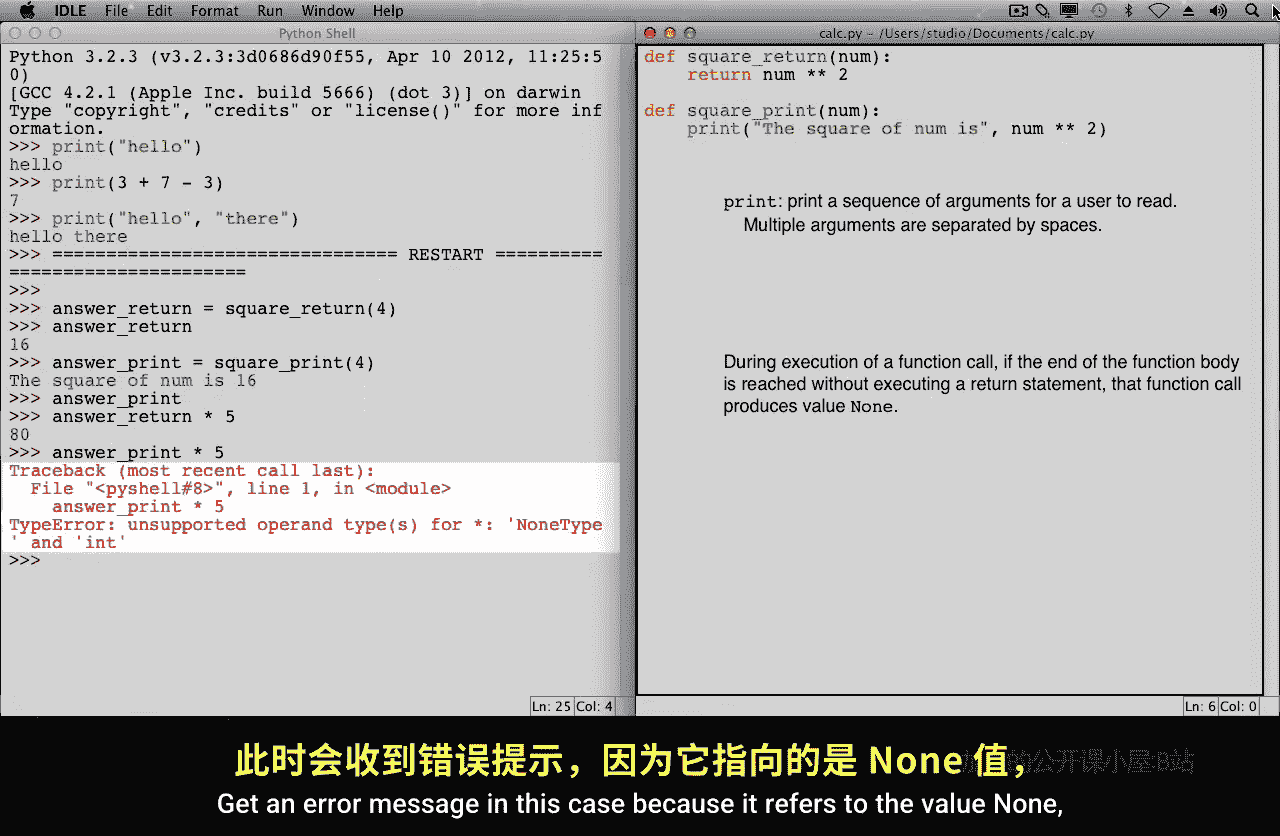 IDLE File Edit Format Run Window Help
Python Shell
Python 3.2.3 (v3.2.3:3d0686d90f55, Apr 10 2012, 11:25:5
0)
[GCC 4.2.1 (Apple Inc. build 5666) (dot 3)] on darwin
Type "copyright", "credits" or "license()" for more inf
ormation.
>>> print("hello")
hello
>>> print(3 + 7 - 3)
7
>>> print("hello", "there")
hello there
>>> ================================ RESTART ==========
======================
>>>
>>> answer_return = square_return(4)
>>> answer_return
16
>>> answer_print = square_print(4)
The square of num is 16
>>> answer_print
>>> answer_return * 5
80
>>> answer_print * 5
Traceback (most recent call last):
  File "<pyshell#8>", line 1, in <module>
    answer_print * 5
TypeError: unsupported operand type(s) for *: 'NoneType
' and 'int'
>>>
Ln: 25 Col: 4
calc.py - /Users/studio/Documents/calc.py
def square_return(num):
    return num ** 2
def square_print(num):
    print("The square of num is", num ** 2)
print: print a sequence of arguments for a user to read.
Multiple arguments are separated by spaces.
During execution of a function call, if the end of the function body
is reached without executing a return statement, that function call
produces value None.
Ln: 6 Col: 0
此时会收到错误提示，因为它指向的是 None 值，
的公开课小屋:B站
Get an error message in this case because it refers to the value None,